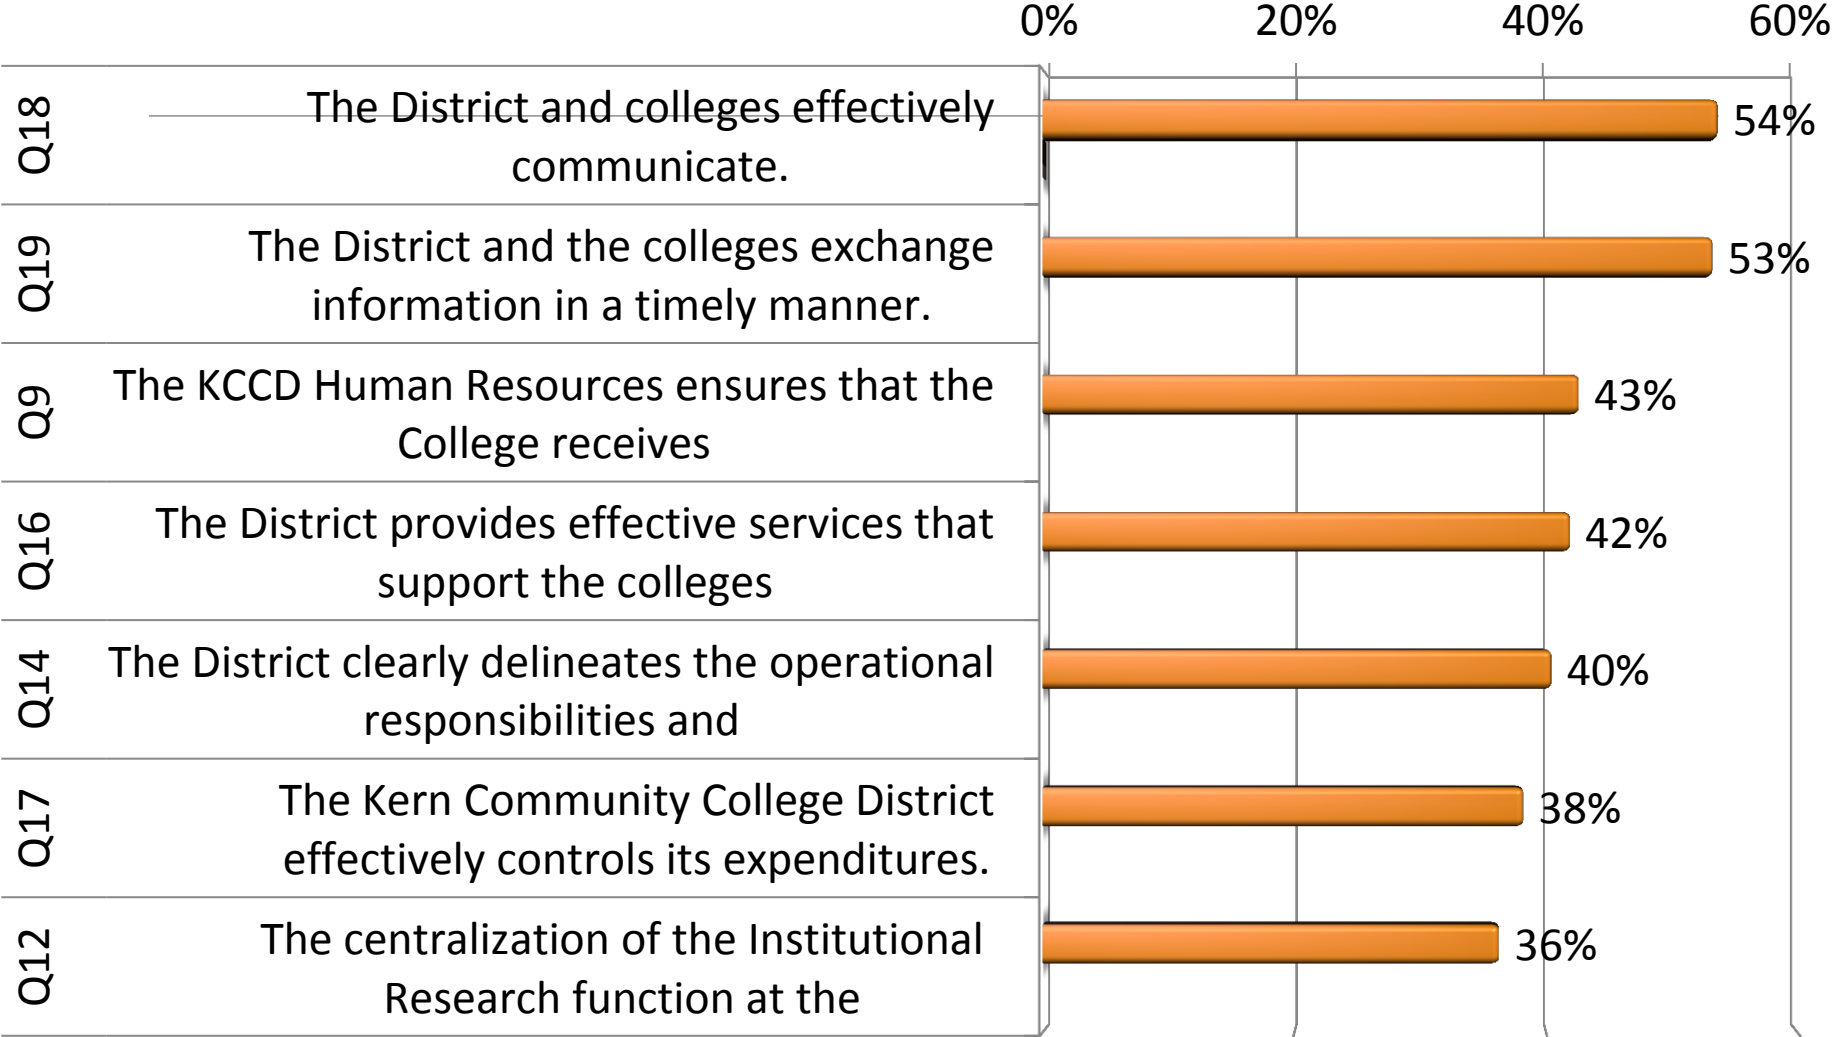 0% 20% 40% 60%
Q18
The District and colleges effectively
communicate.
54%
Q19
The District and the colleges exchange
information in a timely manner.
53%
Q9
The KCCD Human Resources ensures that the
College receives
43%
Q16
The District provides effective services that
support the colleges
42%
Q14
The District clearly delineates the operational
responsibilities and
40%
Q17
The Kern Community College District
effectively controls its expenditures.
38%
Q12
The centralization of the Institutional
Research function at the
36%